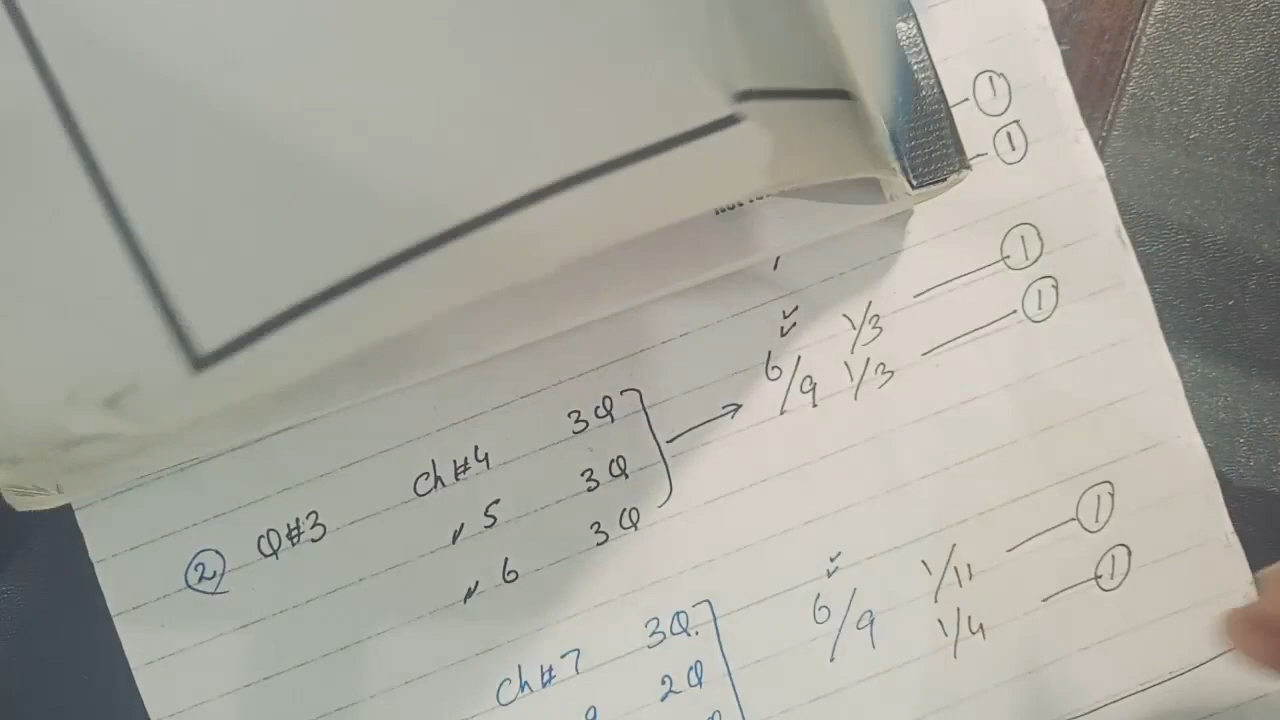 ①
①
1/3 ①
6/9 1/3 ①
② Q#3 Ch#4 3Q
〃 5 3Q
〃 6 3Q
6/9 1/11 ①
1/4 ①
Ch#7 3Q.
2Q